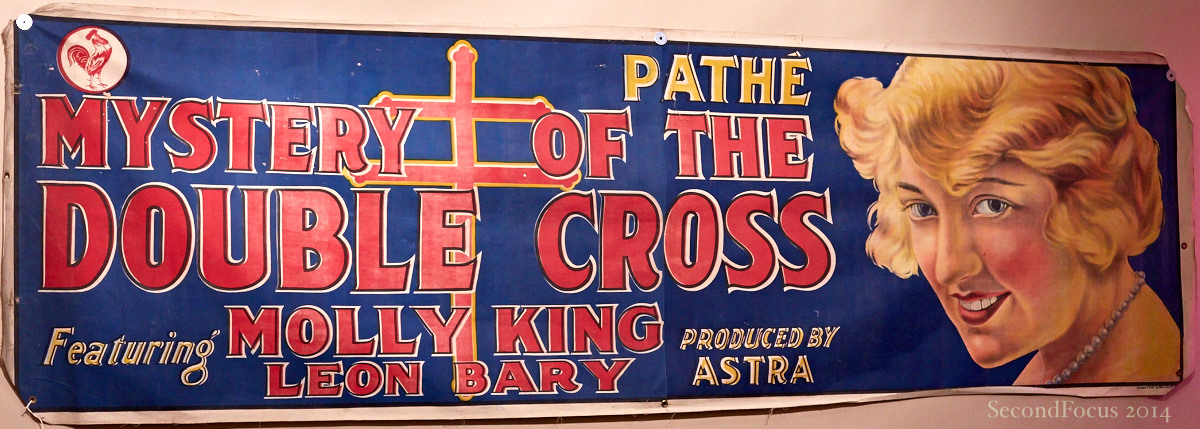 PATHÉ
MYSTERY OF THE
DOUBLE CROSS
Featuring MOLLY KING
LEON BARY
PRODUCED BY
ASTRA
SecondFocus 2014